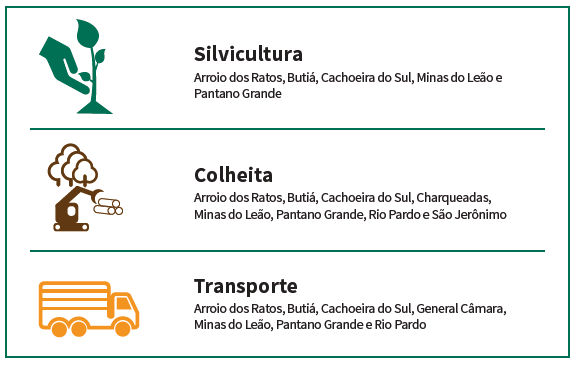 Silvicultura
Arroio dos Ratos, Butiá, Cachoeira do Sul, Minas do Leão e
Pantano Grande
Colheita
Arroio dos Ratos, Butiá, Cachoeira do Sul, Charqueadas,
Minas do Leão, Pantano Grande, Rio Pardo e São Jerônimo
Transporte
Arroio dos Ratos, Butiá, Cachoeira do Sul, General Câmara,
Minas do Leão, Pantano Grande e Rio Pardo